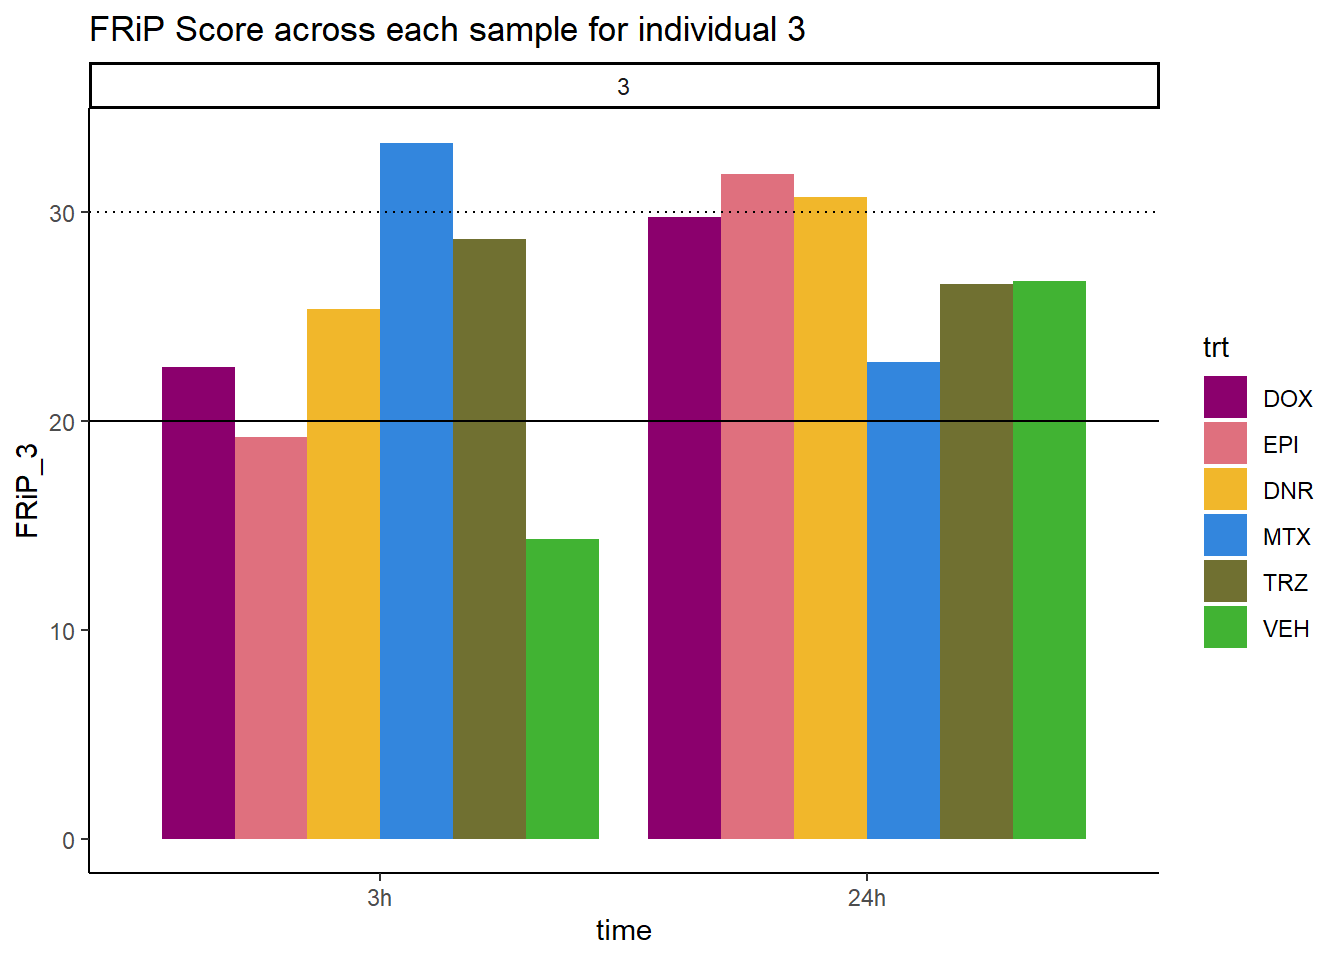 FRiP Score across each sample for individual 3
3
30
20
10
0
FRiP_3
3h
24h
time
trt
DOX
EPI
DNR
MTX
TRZ
VEH